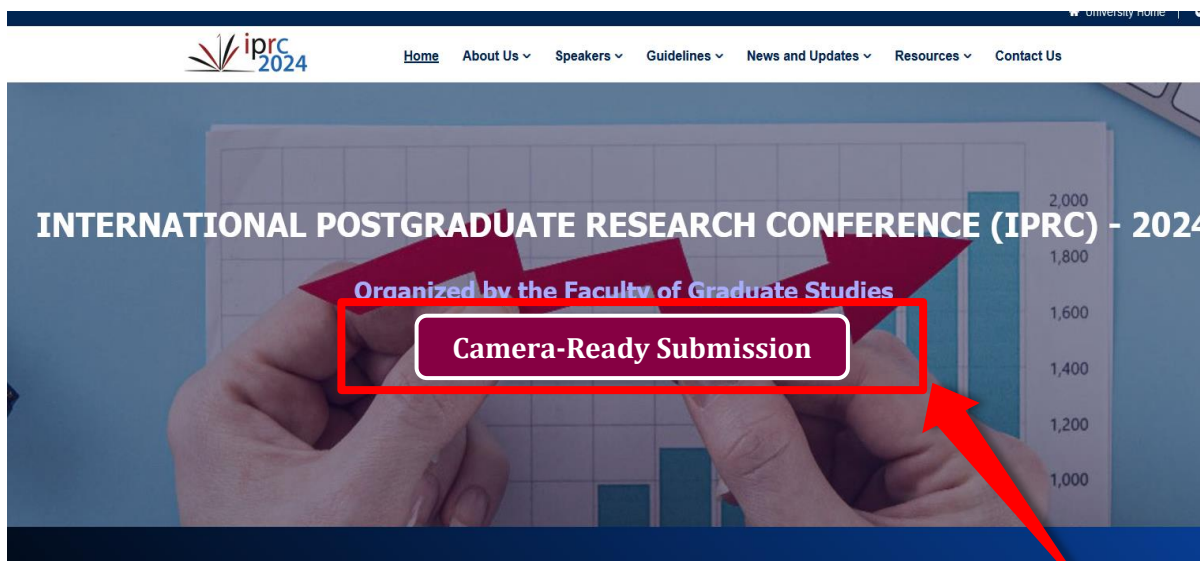 University Home
iprc
2024
Home About Us Speakers Guidelines News and Updates Resources Contact Us
2,000
INTERNATIONAL POSTGRADUATE RESEARCH CONFERENCE (IPRC) - 2024
1,800
Organized by the Faculty of Graduate Studies
1,600
Camera-Ready Submission
1,400
1,200
1,000